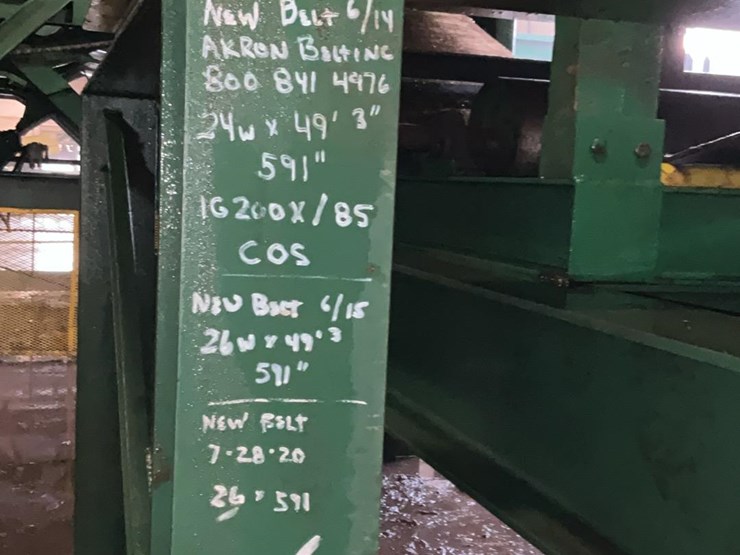 NEW BELT 6/14
AKRON BELTING
800 841 4976
24W x 49' 3"
591"
IG200X/85
COS
NEW BELT 6/15
26W x 49'3
591"
NEW BELT
7-28-20
26 x 591